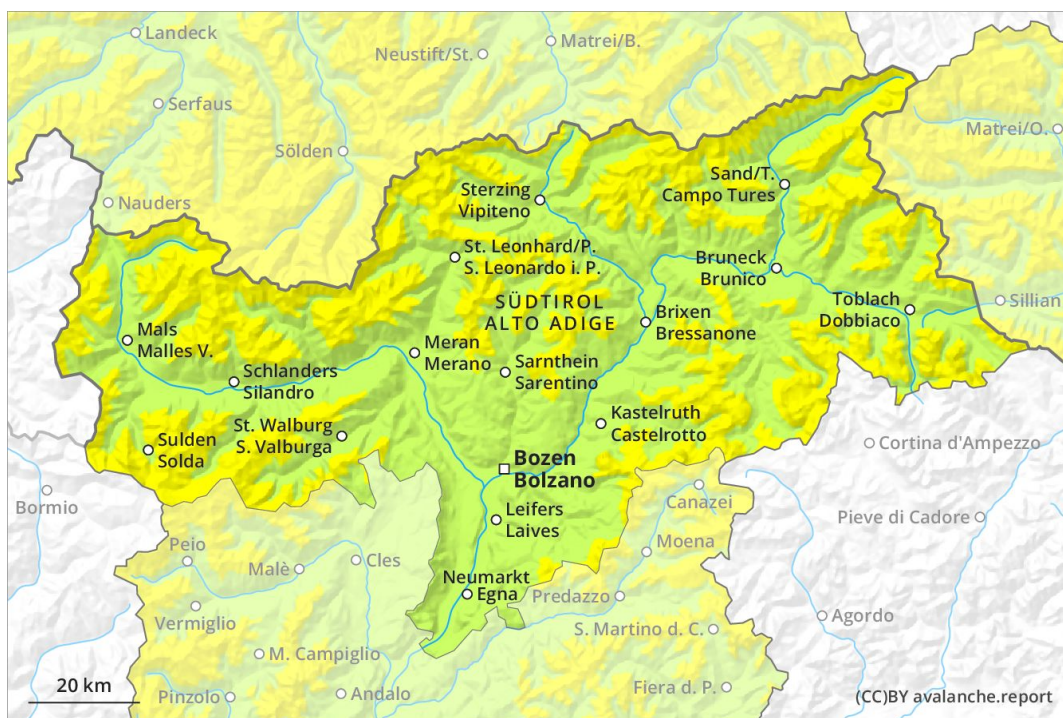 Landeck
Neustift/St.
Matrei/B.
Serfaus
Sölden
Matrei/O.
Nauders
Sterzing
Vipiteno
Sand/T.
Campo Tures
St. Leonhard/P.
S. Leonardo i. P.
Bruneck
Brunico
SÜDTIROL
ALTO ADIGE
Toblach
Dobbiaco
Sillian
Mals
Malles V.
Brixen
Bressanone
Meran
Merano
Schlanders
Silandro
Sarnthein
Sarentino
St. Walburg
S. Valburga
Kastelruth
Castelrotto
Sulden
Solda
Cortina d'Ampezzo
Bozen
Bolzano
Bormio
Canazei
Leifers
Laives
Pieve di Cadore
Peio
Moena
Cles
Malè
Neumarkt
Egna
Predazzo
Vermiglio
Agordo
S. Martino d. C.
M. Campiglio
20 km
Pinzolo
Andalo
Fiera d. P.
(CC)BY avalanche.report